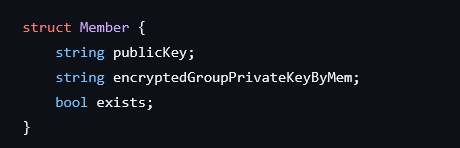 struct Member {
    string publicKey;
    string encryptedGroupPrivateKeyByMem;
    bool exists;
}